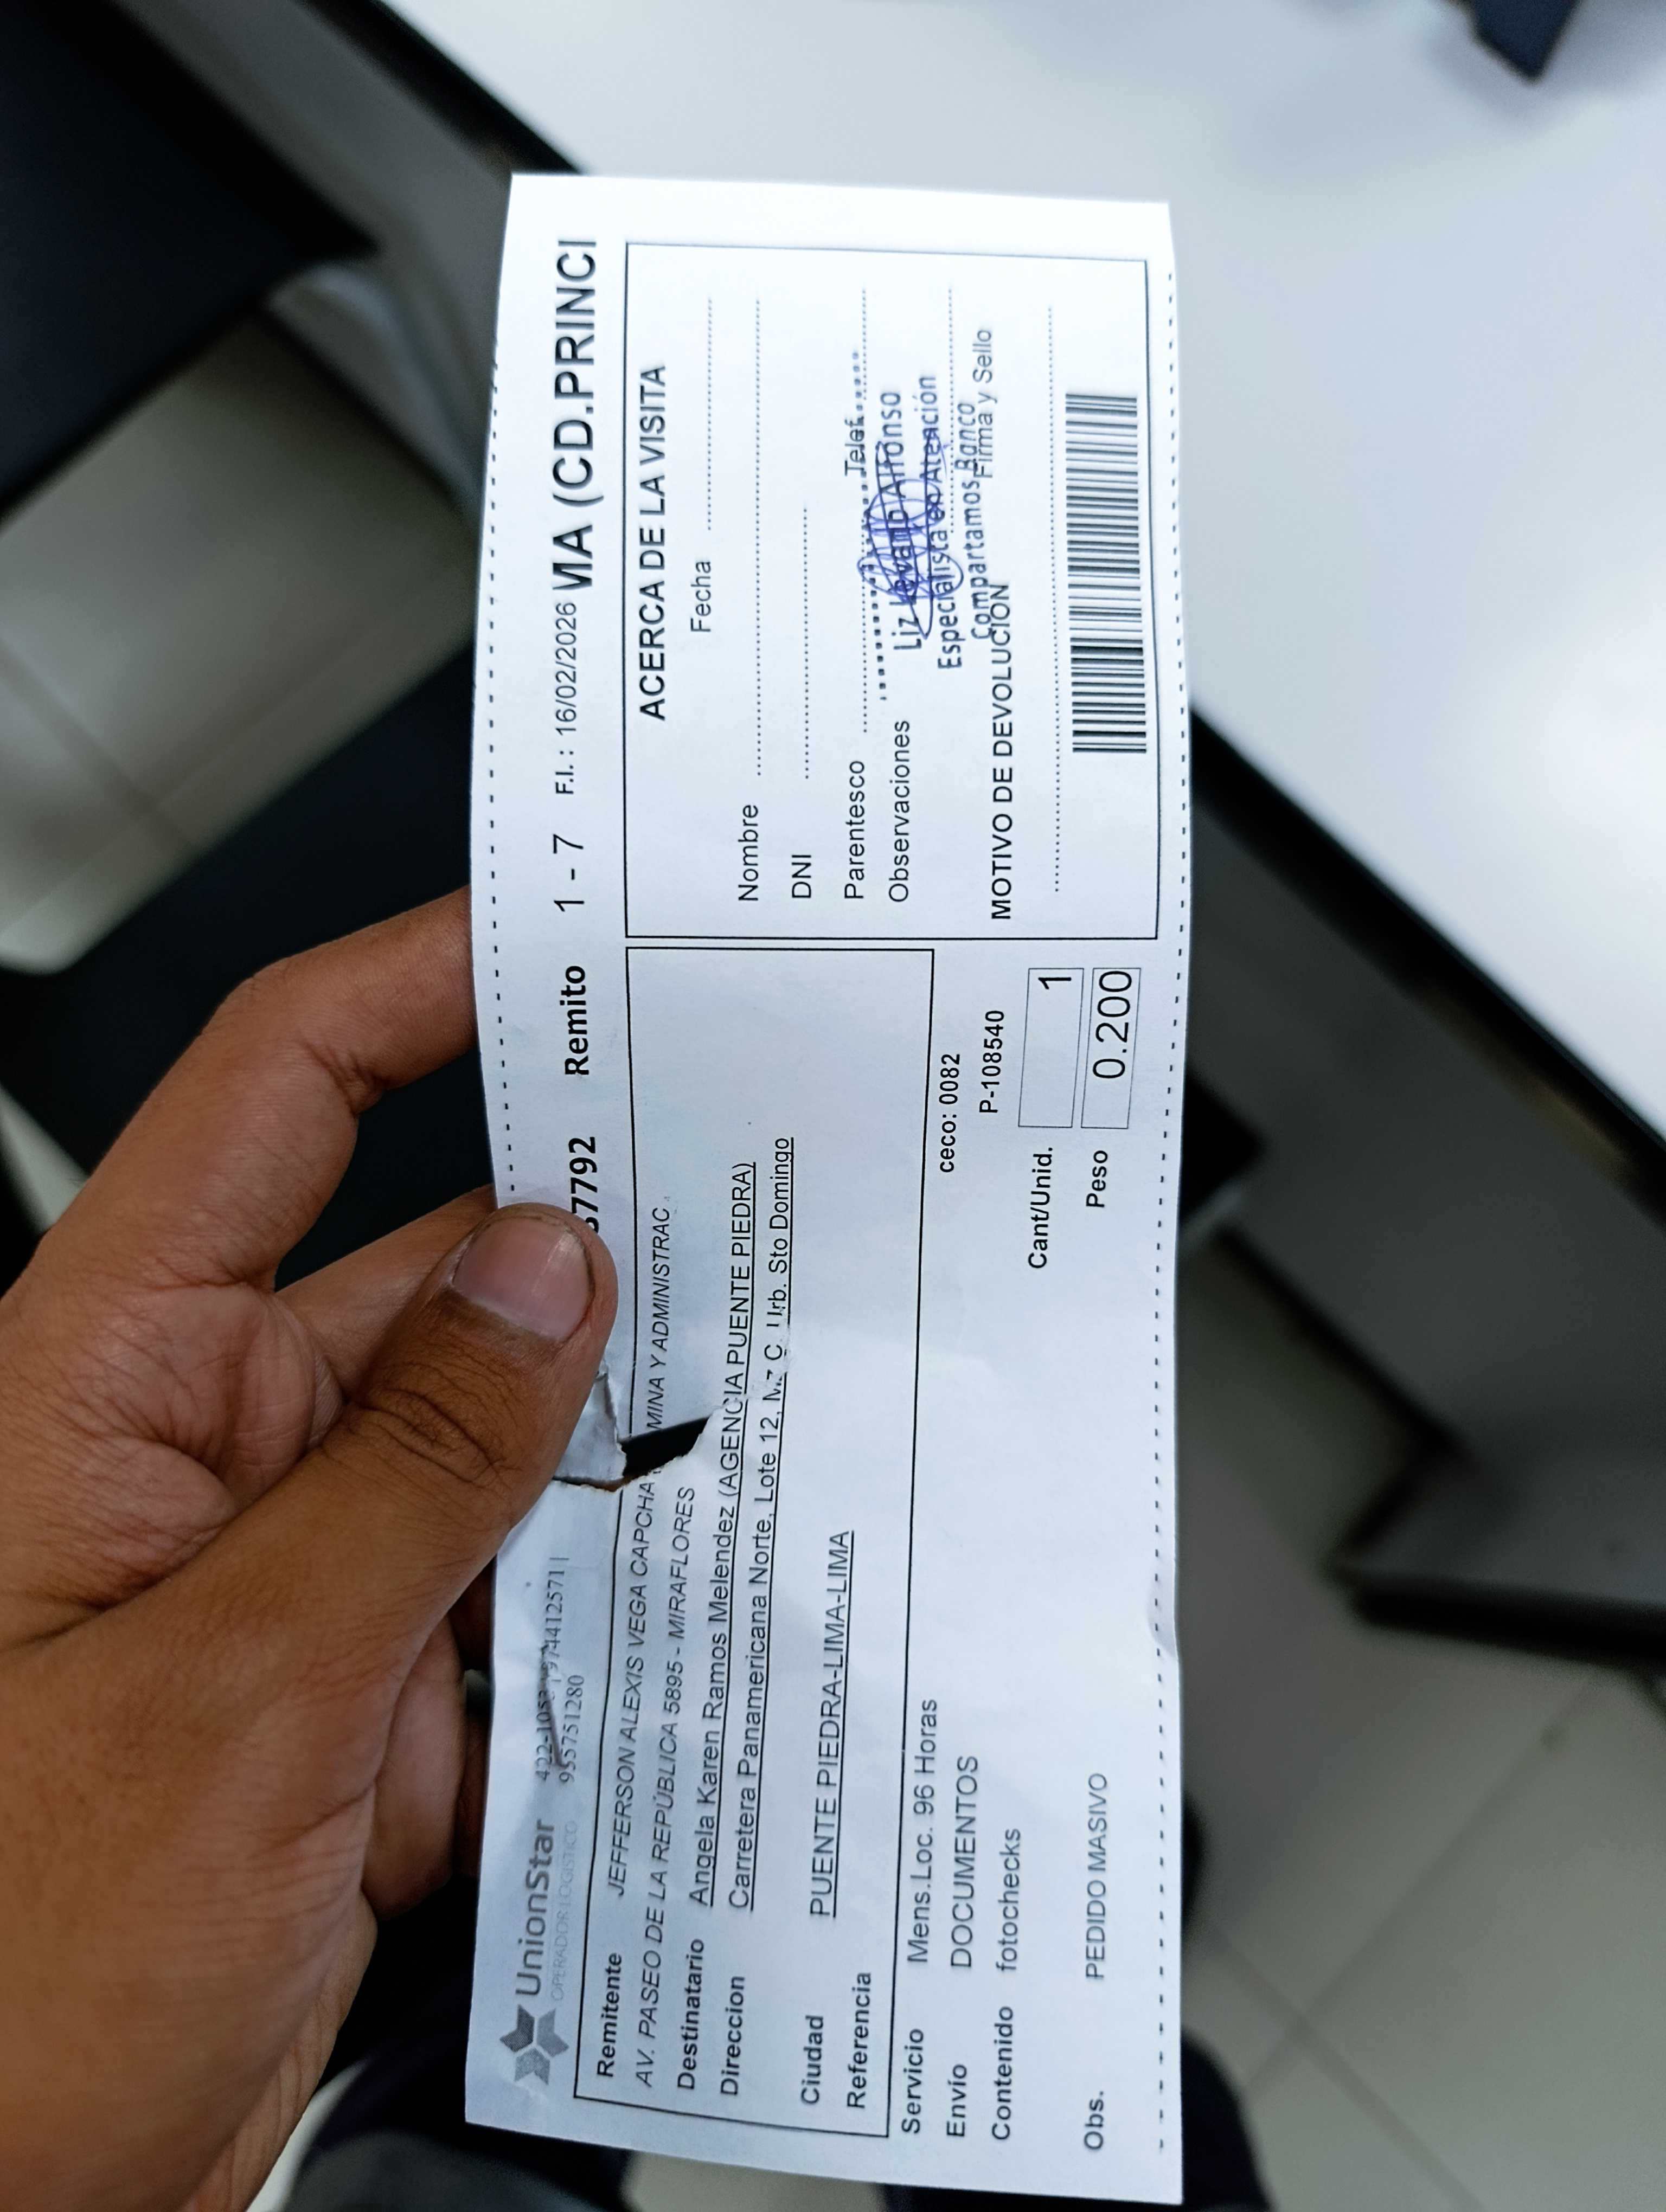 UnionStar
OPERADOR LOGISTICO
955751280
7792 Remito 1 - 7 F.I. : 16/02/2026 (CD.PRINCI
Remitente JEFFERSON ALEXIS VEGA CAPCHA MINA Y ADMINISTRAC
AV. PASEO DE LA REPÚBLICA 5895 - MIRAFLORES
Destinatario Angela Karen Ramos Melendez (AGENCIA PUENTE PIEDRA)
Direccion Carretera Panamericana Norte, Lote 12, Mz C. Urb. Sto Domingo
Ciudad PUENTE PIEDRA-LIMA-LIMA
Referencia
Servicio Mens.Loc. 96 Horas
ceco: 0082
Envío DOCUMENTOS
P-108540
Contenido fotochecks
Cant/Unid. 1
Peso 0.200
Obs. PEDIDO MASIVO
ACERCA DE LA VISITA
Fecha
Nombre
DNI
Parentesco Telef.
Observaciones
Liz Alfonso
Especialista en Atención
Compartamos Banco
Firma y Sello
MOTIVO DE DEVOLUCION